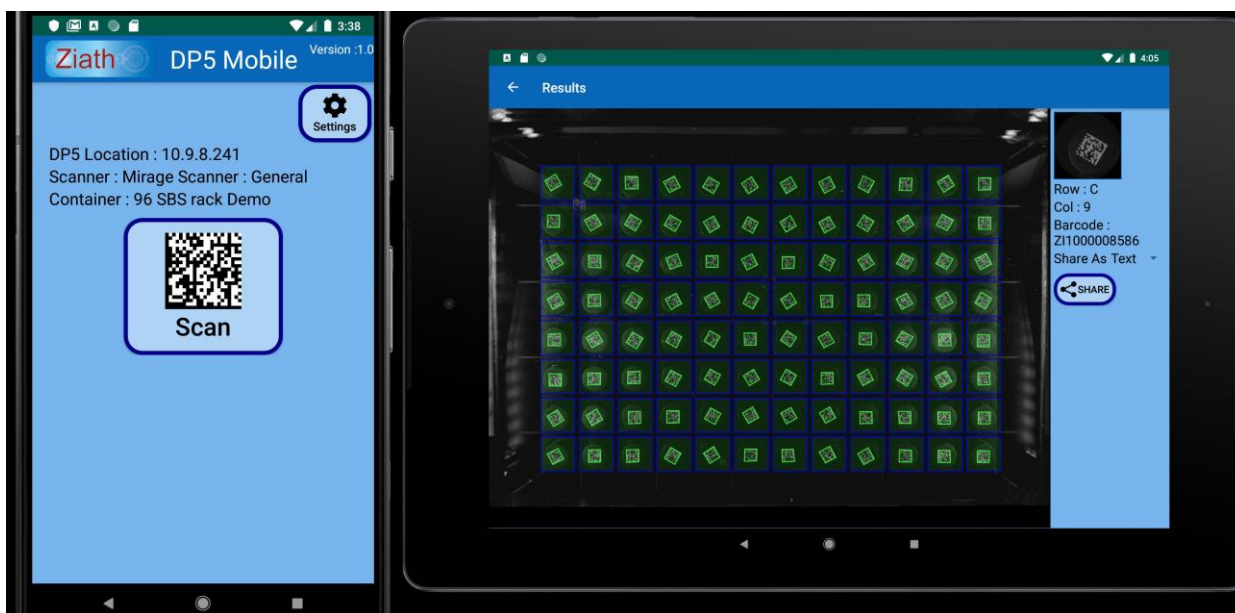 3:38
Ziath
DP5 Mobile
Version :1.0
Settings
DP5 Location : 10.9.8.241
Scanner : Mirage Scanner : General
Container : 96 SBS rack Demo
Scan
4:05
Results
Row : C
Col : 9
Barcode :
ZI1000008586
Share As Text
SHARE